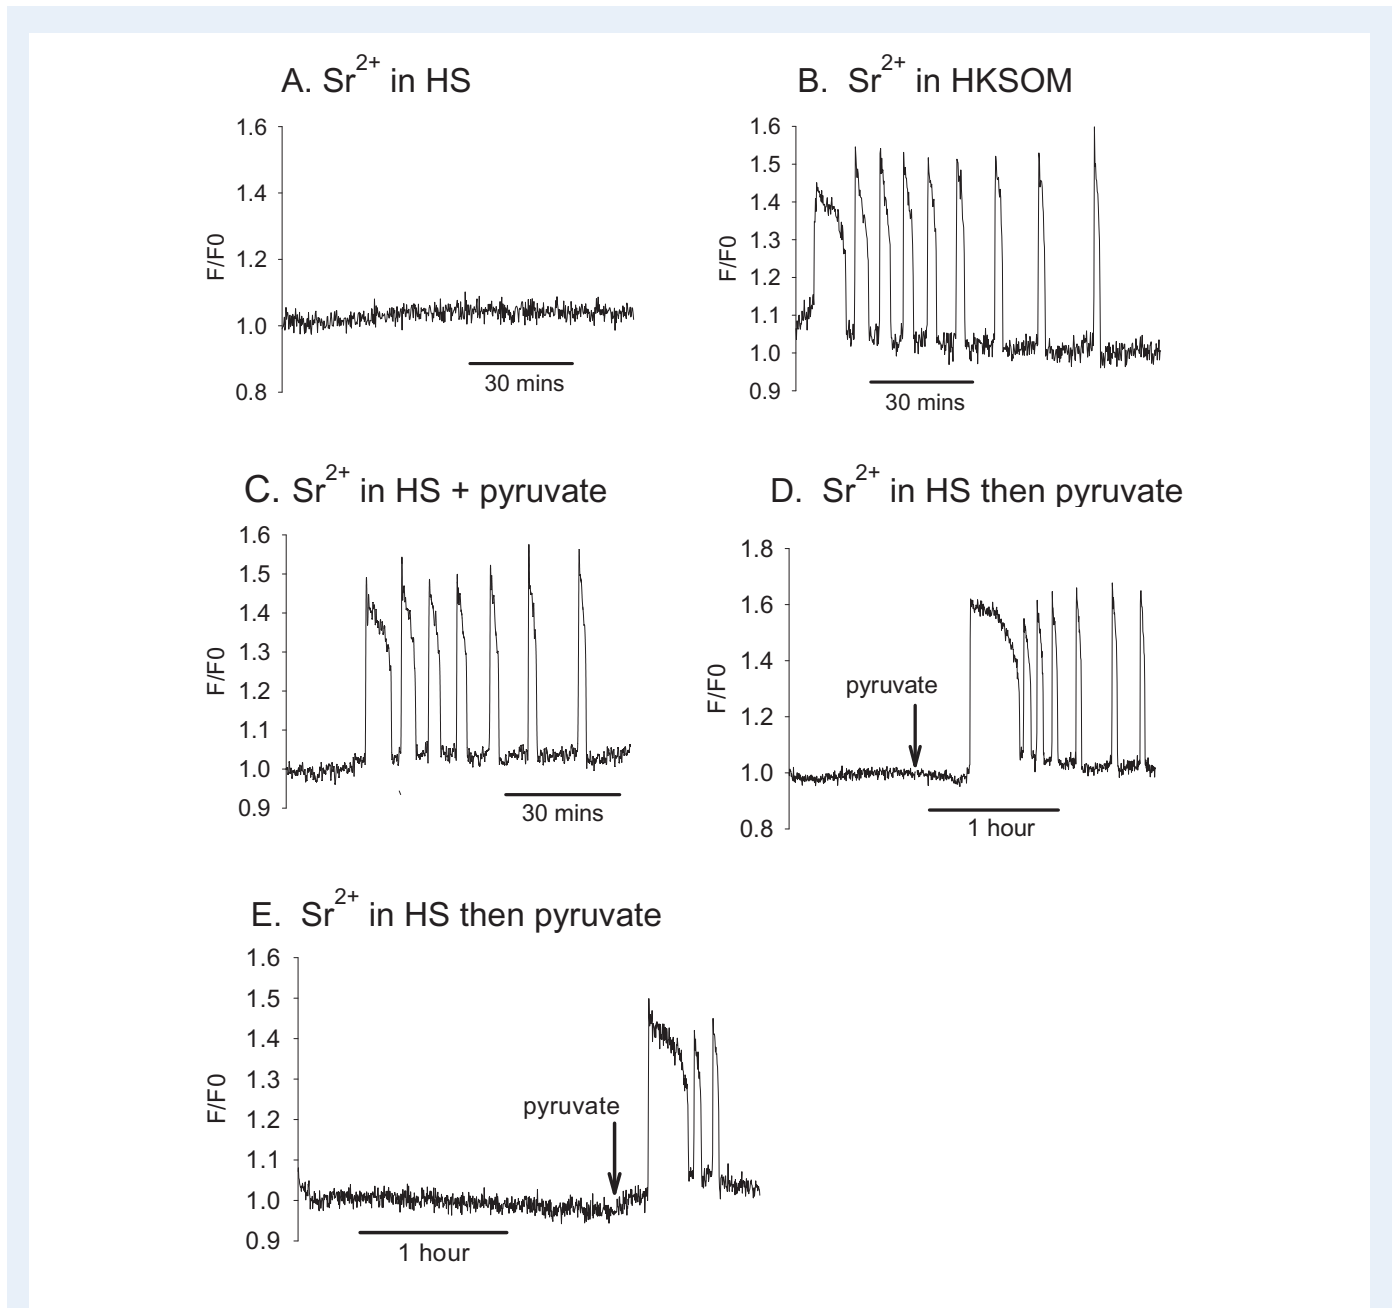 A. Sr2+ in HS
1.6
1.4
1.2
1.0
0.8
F/F0
30 mins
B. Sr2+ in HKSOM
1.6
1.5
1.4
1.3
1.2
1.1
1.0
0.9
F/F0
30 mins
C. Sr2+ in HS + pyruvate
1.6
1.5
1.4
1.3
1.2
1.1
1.0
0.9
F/F0
30 mins
D. Sr2+ in HS then pyruvate
1.8
1.6
1.4
1.2
1.0
0.8
F/F0
pyruvate
1 hour
E. Sr2+ in HS then pyruvate
1.6
1.5
1.4
1.3
1.2
1.1
1.0
0.9
F/F0
pyruvate
1 hour